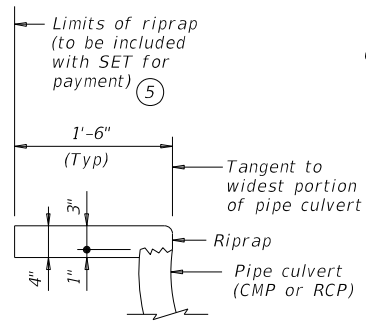 Limits of riprap
(to be included
with SET for
payment) 5
1'-6"
(Typ)
Tangent to
widest portion
of pipe culvert
3"
Riprap
4"
1"
Pipe culvert
(CMP or RCP)